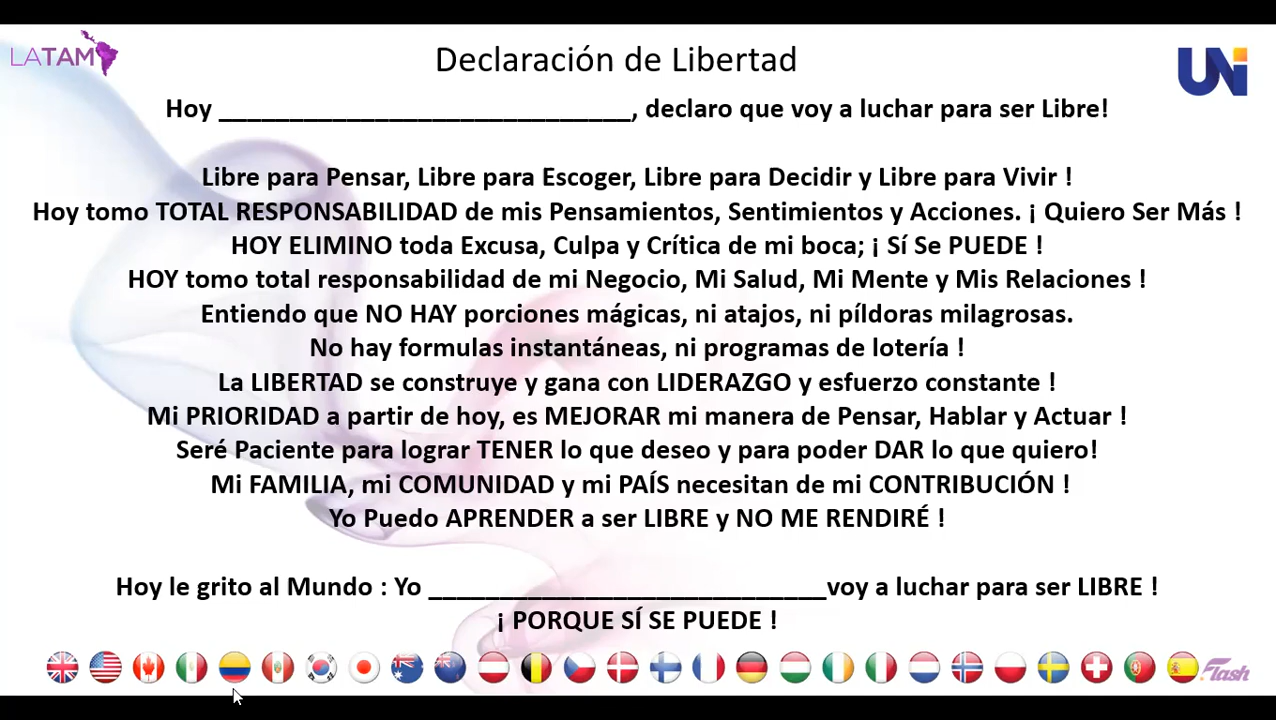 LATAM
UNi
Declaración de Libertad
Hoy _____________________________, declaro que voy a luchar para ser Libre!
Libre para Pensar, Libre para Escoger, Libre para Decidir y Libre para Vivir !
Hoy tomo TOTAL RESPONSABILIDAD de mis Pensamientos, Sentimientos y Acciones. ¡ Quiero Ser Más !
HOY ELIMINO toda Excusa, Culpa y Crítica de mi boca; ¡ Sí Se PUEDE !
HOY tomo total responsabilidad de mi Negocio, Mi Salud, Mi Mente y Mis Relaciones !
Entiendo que NO HAY porciones mágicas, ni atajos, ni píldoras milagrosas.
No hay formulas instantáneas, ni programas de lotería !
La LIBERTAD se construye y gana con LIDERAZGO y esfuerzo constante !
Mi PRIORIDAD a partir de hoy, es MEJORAR mi manera de Pensar, Hablar y Actuar !
Seré Paciente para lograr TENER lo que deseo y para poder DAR lo que quiero!
Mi FAMILIA, mi COMUNIDAD y mi PAÍS necesitan de mi CONTRIBUCIÓN !
Yo Puedo APRENDER a ser LIBRE y NO ME RENDIRÉ !
Hoy le grito al Mundo : Yo ____________________________voy a luchar para ser LIBRE !
¡ PORQUE SÍ SE PUEDE !
Flash